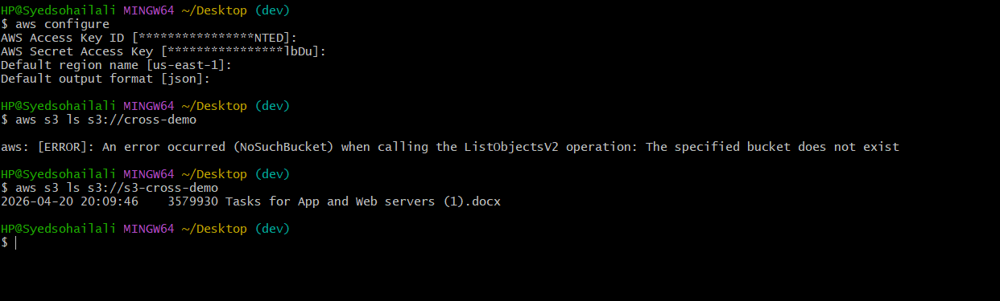 HP@Syedsohailali MINGW64 ~/Desktop (dev)
$ aws configure
AWS Access Key ID [****************NTED]:
AWS Secret Access Key [****************lbDu]:
Default region name [us-east-1]:
Default output format [json]:
HP@Syedsohailali MINGW64 ~/Desktop (dev)
$ aws s3 ls s3://cross-demo
aws: [ERROR]: An error occurred (NoSuchBucket) when calling the ListObjectsV2 operation: The specified bucket does not exist
HP@Syedsohailali MINGW64 ~/Desktop (dev)
$ aws s3 ls s3://s3-cross-demo
2026-04-20 20:09:46    3579930 Tasks for App and Web servers (1).docx
HP@Syedsohailali MINGW64 ~/Desktop (dev)
$